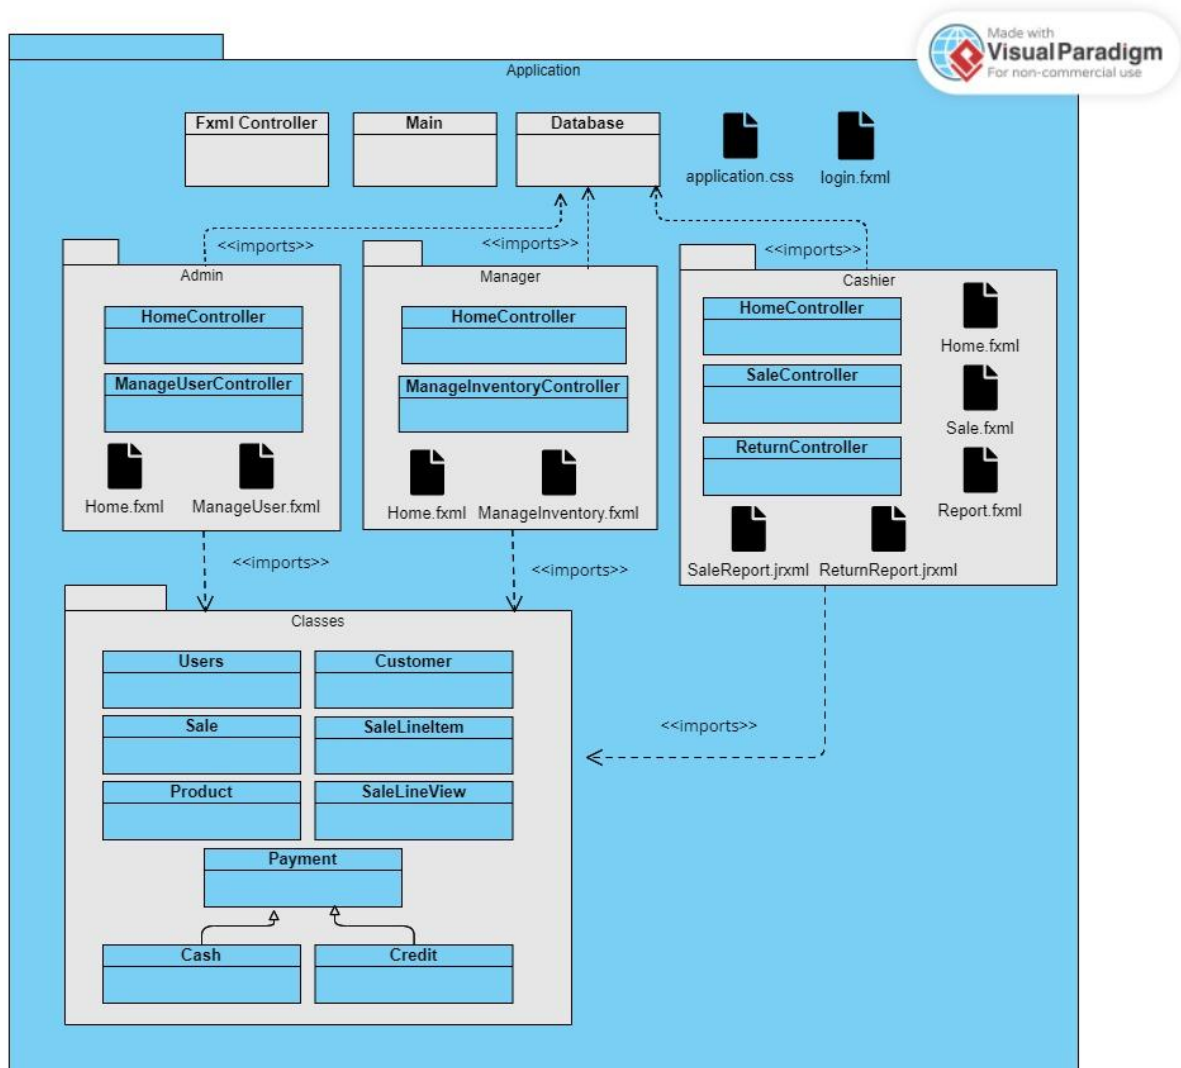 Made with
Visual Paradigm
For non-commercial use
Application
Fxml Controller
Main
Database
application.css
login.fxml
<<imports>>
<<imports>>
<<imports>>
Admin
HomeController
ManageUserController
Home.fxml
ManageUser.fxml
Manager
HomeController
ManageInventoryController
Home.fxml
ManageInventory.fxml
Cashier
HomeController
SaleController
ReturnController
Home.fxml
Sale.fxml
Report.fxml
SaleReport.jrxml
ReturnReport.jrxml
<<imports>>
<<imports>>
<<imports>>
Classes
Users
Customer
Sale
SaleLineItem
Product
SaleLineView
Payment
Cash
Credit